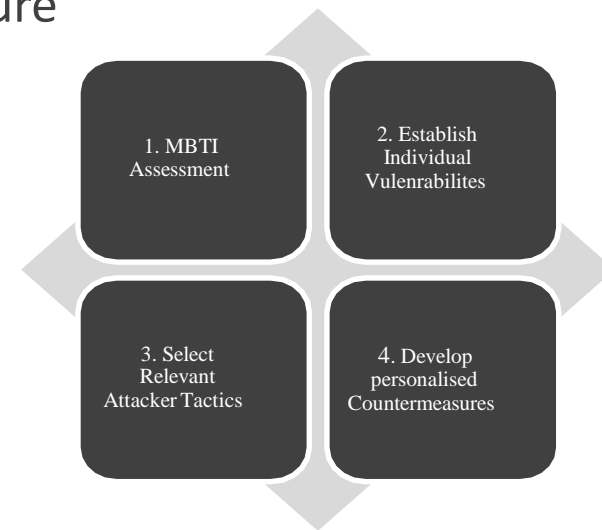 ure
1. MBTI
Assessment
2. Establish
Individual
Vulenrabilites
3. Select
Relevant
Attacker Tactics
4. Develop
personalised
Countermeasures